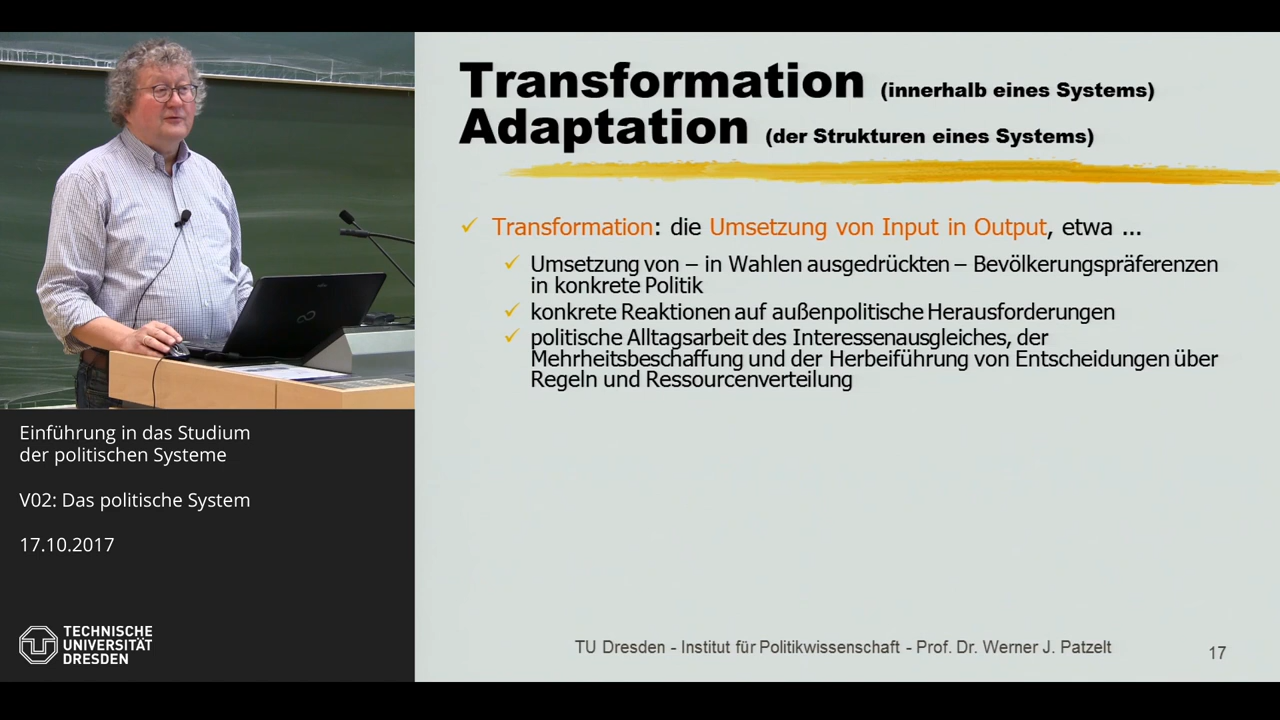 Transformation (innerhalb eines Systems)
Adaptation (der Strukturen eines Systems)
✓ Transformation: die Umsetzung von Input in Output, etwa ...
✓ Umsetzung von – in Wahlen ausgedrückten – Bevölkerungspräferenzen
in konkrete Politik
✓ konkrete Reaktionen auf außenpolitische Herausforderungen
✓ politische Alltagsarbeit des Interessenausgleiches, der
Mehrheitsbeschaffung und der Herbeiführung von Entscheidungen über
Regeln und Ressourcenverteilung
TU Dresden - Institut für Politikwissenschaft - Prof. Dr. Werner J. Patzelt
17
Einführung in das Studium
der politischen Systeme
V02: Das politische System
17.10.2017
TECHNISCHE
UNIVERSITÄT
DRESDEN